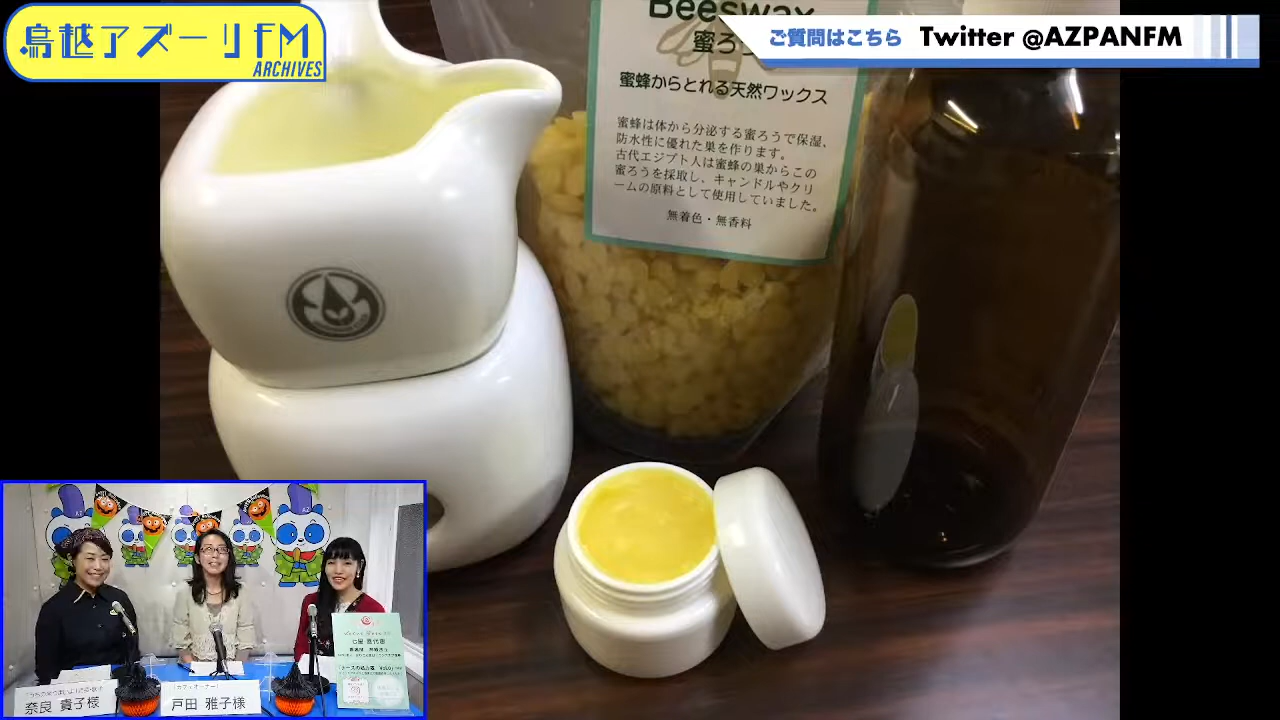 鳥越アズーリFM
ARCHIVES
ご質問はこちら Twitter @AZPANFM
Beeswax
蜜ろう
蜜蜂からとれる天然ワックス
蜜蜂は体から分泌する蜜ろうで保湿、
防水性に優れた巣を作ります。
古代エジプト人は蜜蜂の巣からこの
蜜ろうを採取し、キャンドルやクリ
ームの原料として使用していました。
無着色・無香料
奈良 貴子様
戸田 雅子様